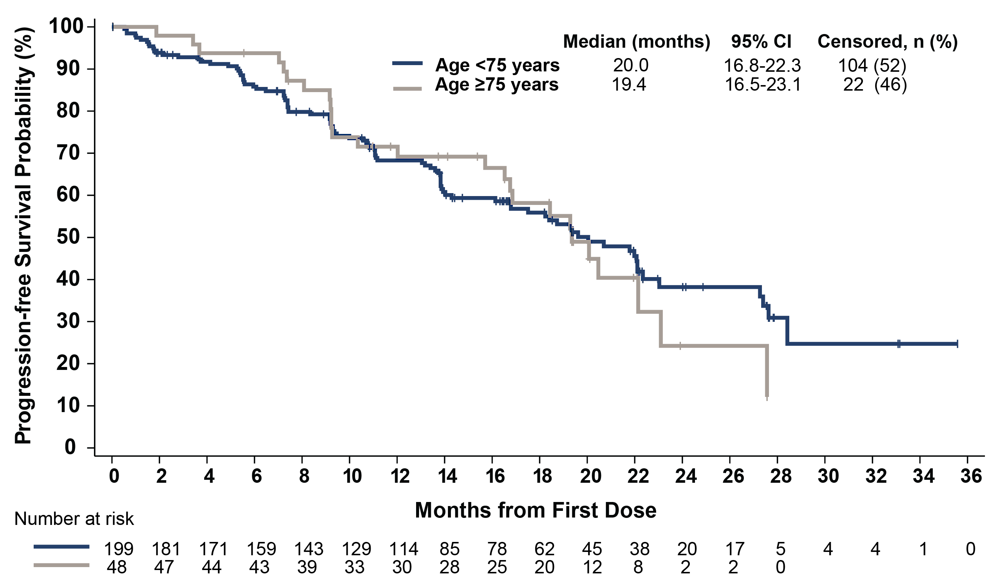 Progression-free Survival Probability (%)
100
90
80
70
60
50
40
30
20
10
0
Median (months) 95% CI Censored, n (%)
Age <75 years 20.0 16.8-22.3 104 (52)
Age ≥75 years 19.4 16.5-23.1 22 (46)
0 2 4 6 8 10 12 14 16 18 20 22 24 26 28 30 32 34 36
Months from First Dose
Number at risk
199 181 171 159 143 129 114 85 78 62 45 38 20 17 5 4 4 1 0
48 47 44 43 39 33 30 28 25 20 12 8 2 2 0